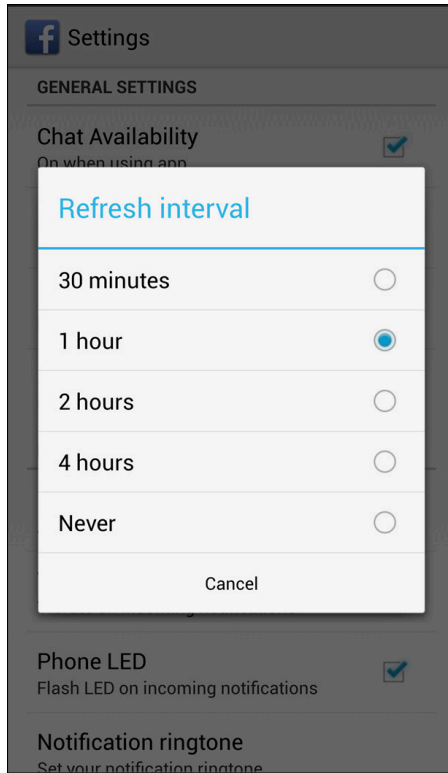 Settings
GENERAL SETTINGS
Chat Availability
On when using app
Refresh interval
30 minutes
1 hour
2 hours
4 hours
Never
Cancel
Phone LED
Flash LED on incoming notifications
Notification ringtone
Set your notification ringtone